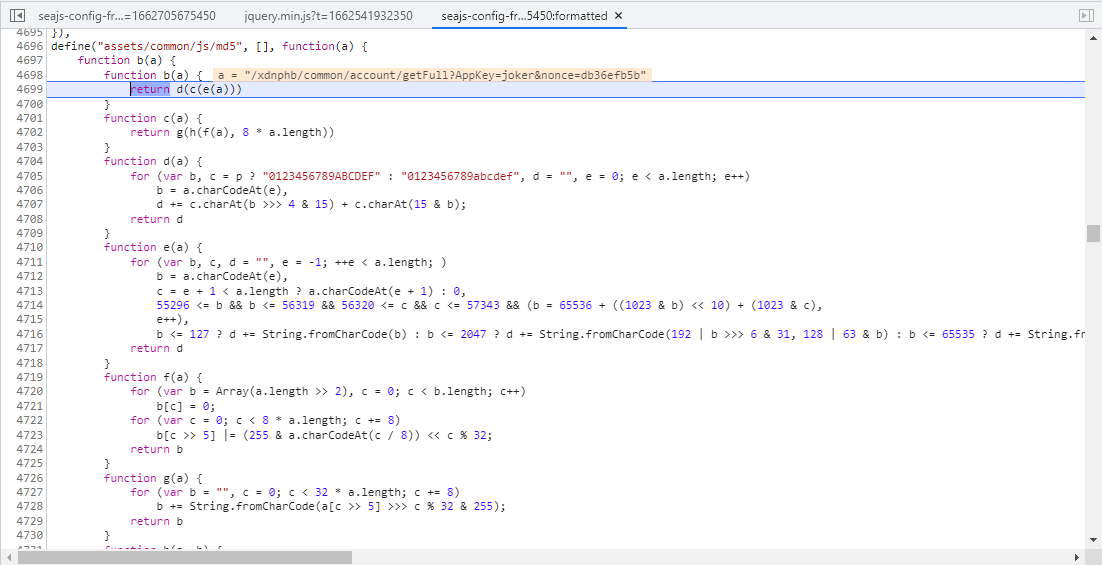 seajs-config-fr...=1662705675450 jquery.min.js?t=1662541932350 seajs-config-fr...5450:formatted ×
4695 }),
4696 define("assets/common/js/md5", [], function(a) {
4697 function b(a) {
4698 function b(a) { a = "/xdnphb/common/account/getFull?AppKey=joker&nonce=db36efb5b"
4699 return d(c(e(a)))
4700 }
4701 function c(a) {
4702 return g(h(f(a), 8 * a.length))
4703 }
4704 function d(a) {
4705 for (var b, c = p ? "0123456789ABCDEF" : "0123456789abcdef", d = "", e = 0; e < a.length; e++)
4706 b = a.charCodeAt(e),
4707 d += c.charAt(b >>> 4 & 15) + c.charAt(15 & b);
4708 return d
4709 }
4710 function e(a) {
4711 for (var b, c, d = "", e = -1; ++e < a.length; )
4712 b = a.charCodeAt(e),
4713 c = e + 1 < a.length ? a.charCodeAt(e + 1) : 0,
4714 55296 <= b && b <= 56319 && 56320 <= c && c <= 57343 && (b = 65536 + ((1023 & b) << 10) + (1023 & c),
4715 e++),
4716 b <= 127 ? d += String.fromCharCode(b) : b <= 2047 ? d += String.fromCharCode(192 | b >>> 6 & 31, 128 | 63 & b) : b <= 65535 ? d += String.fr
4717 return d
4718 }
4719 function f(a) {
4720 for (var b = Array(a.length >> 2), c = 0; c < b.length; c++)
4721 b[c] = 0;
4722 for (var c = 0; c < 8 * a.length; c += 8)
4723 b[c >> 5] |= (255 & a.charCodeAt(c / 8)) << c % 32;
4724 return b
4725 }
4726 function g(a) {
4727 for (var b = "", c = 0; c < 32 * a.length; c += 8)
4728 b += String.fromCharCode(a[c >> 5] >>> c % 32 & 255);
4729 return b
4730 }
4731 function h(a, b) {